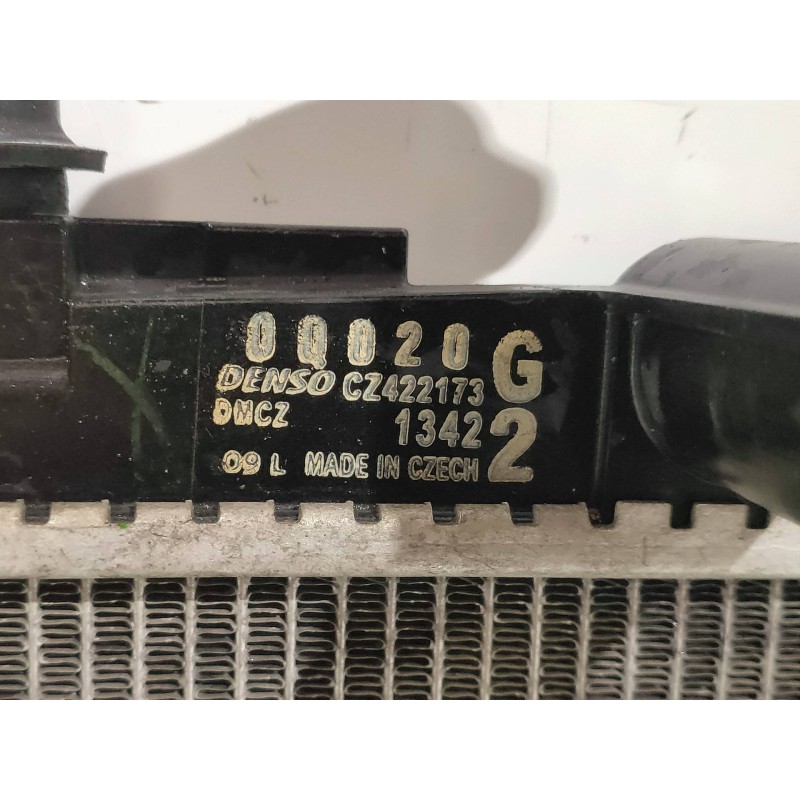 0Q020 G
DENSO CZ422173
DMCZ 1342 2
09 L MADE IN CZECH